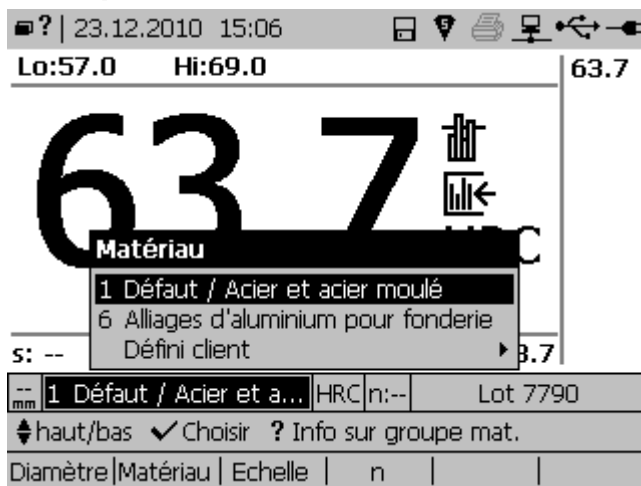 ? | 23.12.2010 15:06
Lo:57.0 Hi:69.0 63.7
63.7
Matériau
1 Défaut / Acier et acier moulé
6 Alliages d'aluminium pour fonderie
Défini client
s: --
-- mm 1 Défaut / Acier et a... HRC n:-- Lot 7790
haut/bas Choisir ? Info sur groupe mat.
Diamètre Matériau Echelle n